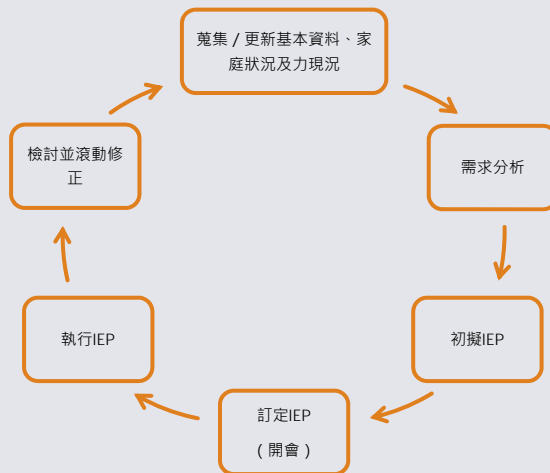 蒐集 / 更新基本資料、家
庭狀況及力現況
需求分析
初擬IEP
訂定IEP
( 開會 )
執行IEP
檢討並滾動修
正